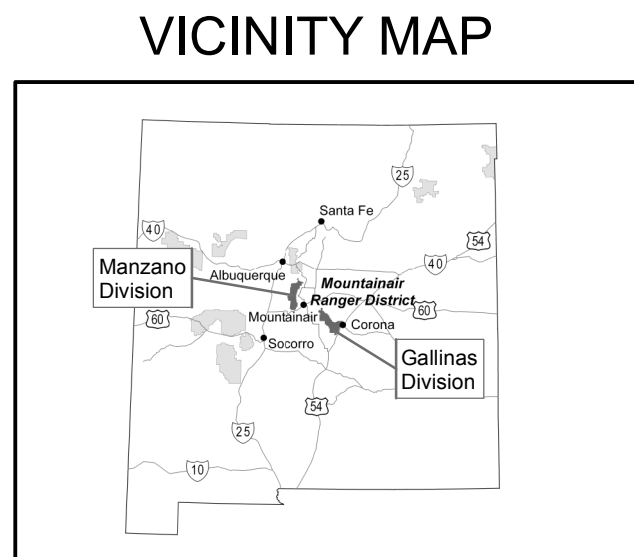 VICINITY MAP
25
Santa Fe
40
54
40
Manzano
Division
Albuquerque
Mountainair
Ranger District
60
60
Mountainair
Corona
Socorro
Gallinas
Division
54
25
10